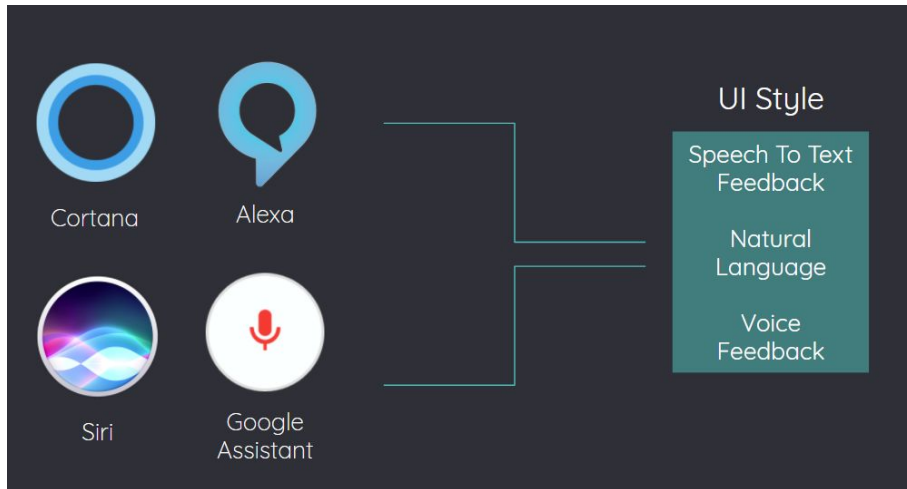 Cortana
Alexa
Siri
Google
Assistant
UI Style
Speech To Text
Feedback
Natural
Language
Voice
Feedback